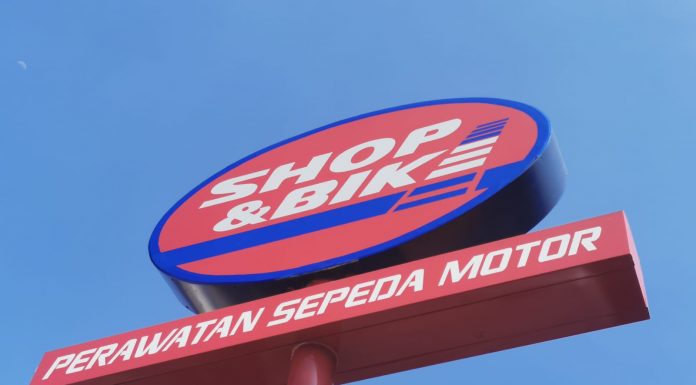 SHOP
&BIKE
PERAWATAN SEPEDA MOTOR